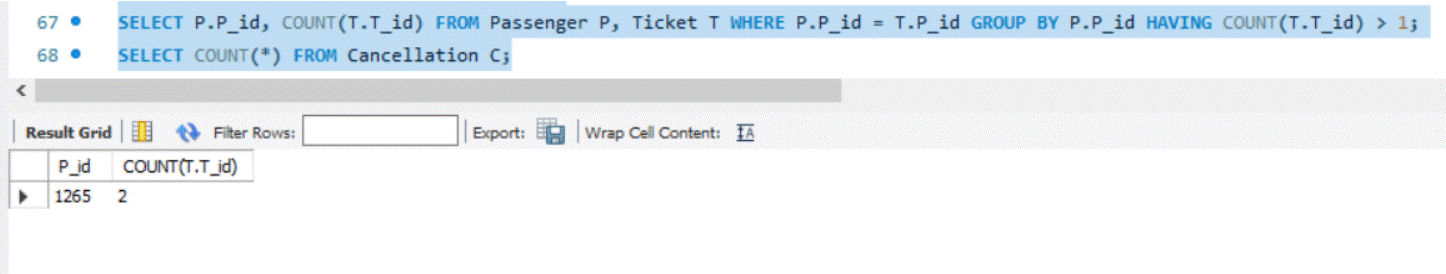 67 SELECT P.P_id, COUNT(T.T_id) FROM Passenger P, Ticket T WHERE P.P_id = T.P_id GROUP BY P.P_id HAVING COUNT(T.T_id) > 1;
68 SELECT COUNT(*) FROM Cancellation C;
Result Grid Filter Rows: Export: Wrap Cell Content: IA
P_id COUNT(T.T_id)
1265 2